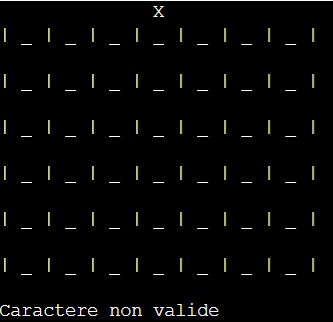 X
| _ | _ | _ | _ | _ | _ | _ |
| _ | _ | _ | _ | _ | _ | _ |
| _ | _ | _ | _ | _ | _ | _ |
| _ | _ | _ | _ | _ | _ | _ |
| _ | _ | _ | _ | _ | _ | _ |
| _ | _ | _ | _ | _ | _ | _ |
Caractere non valide